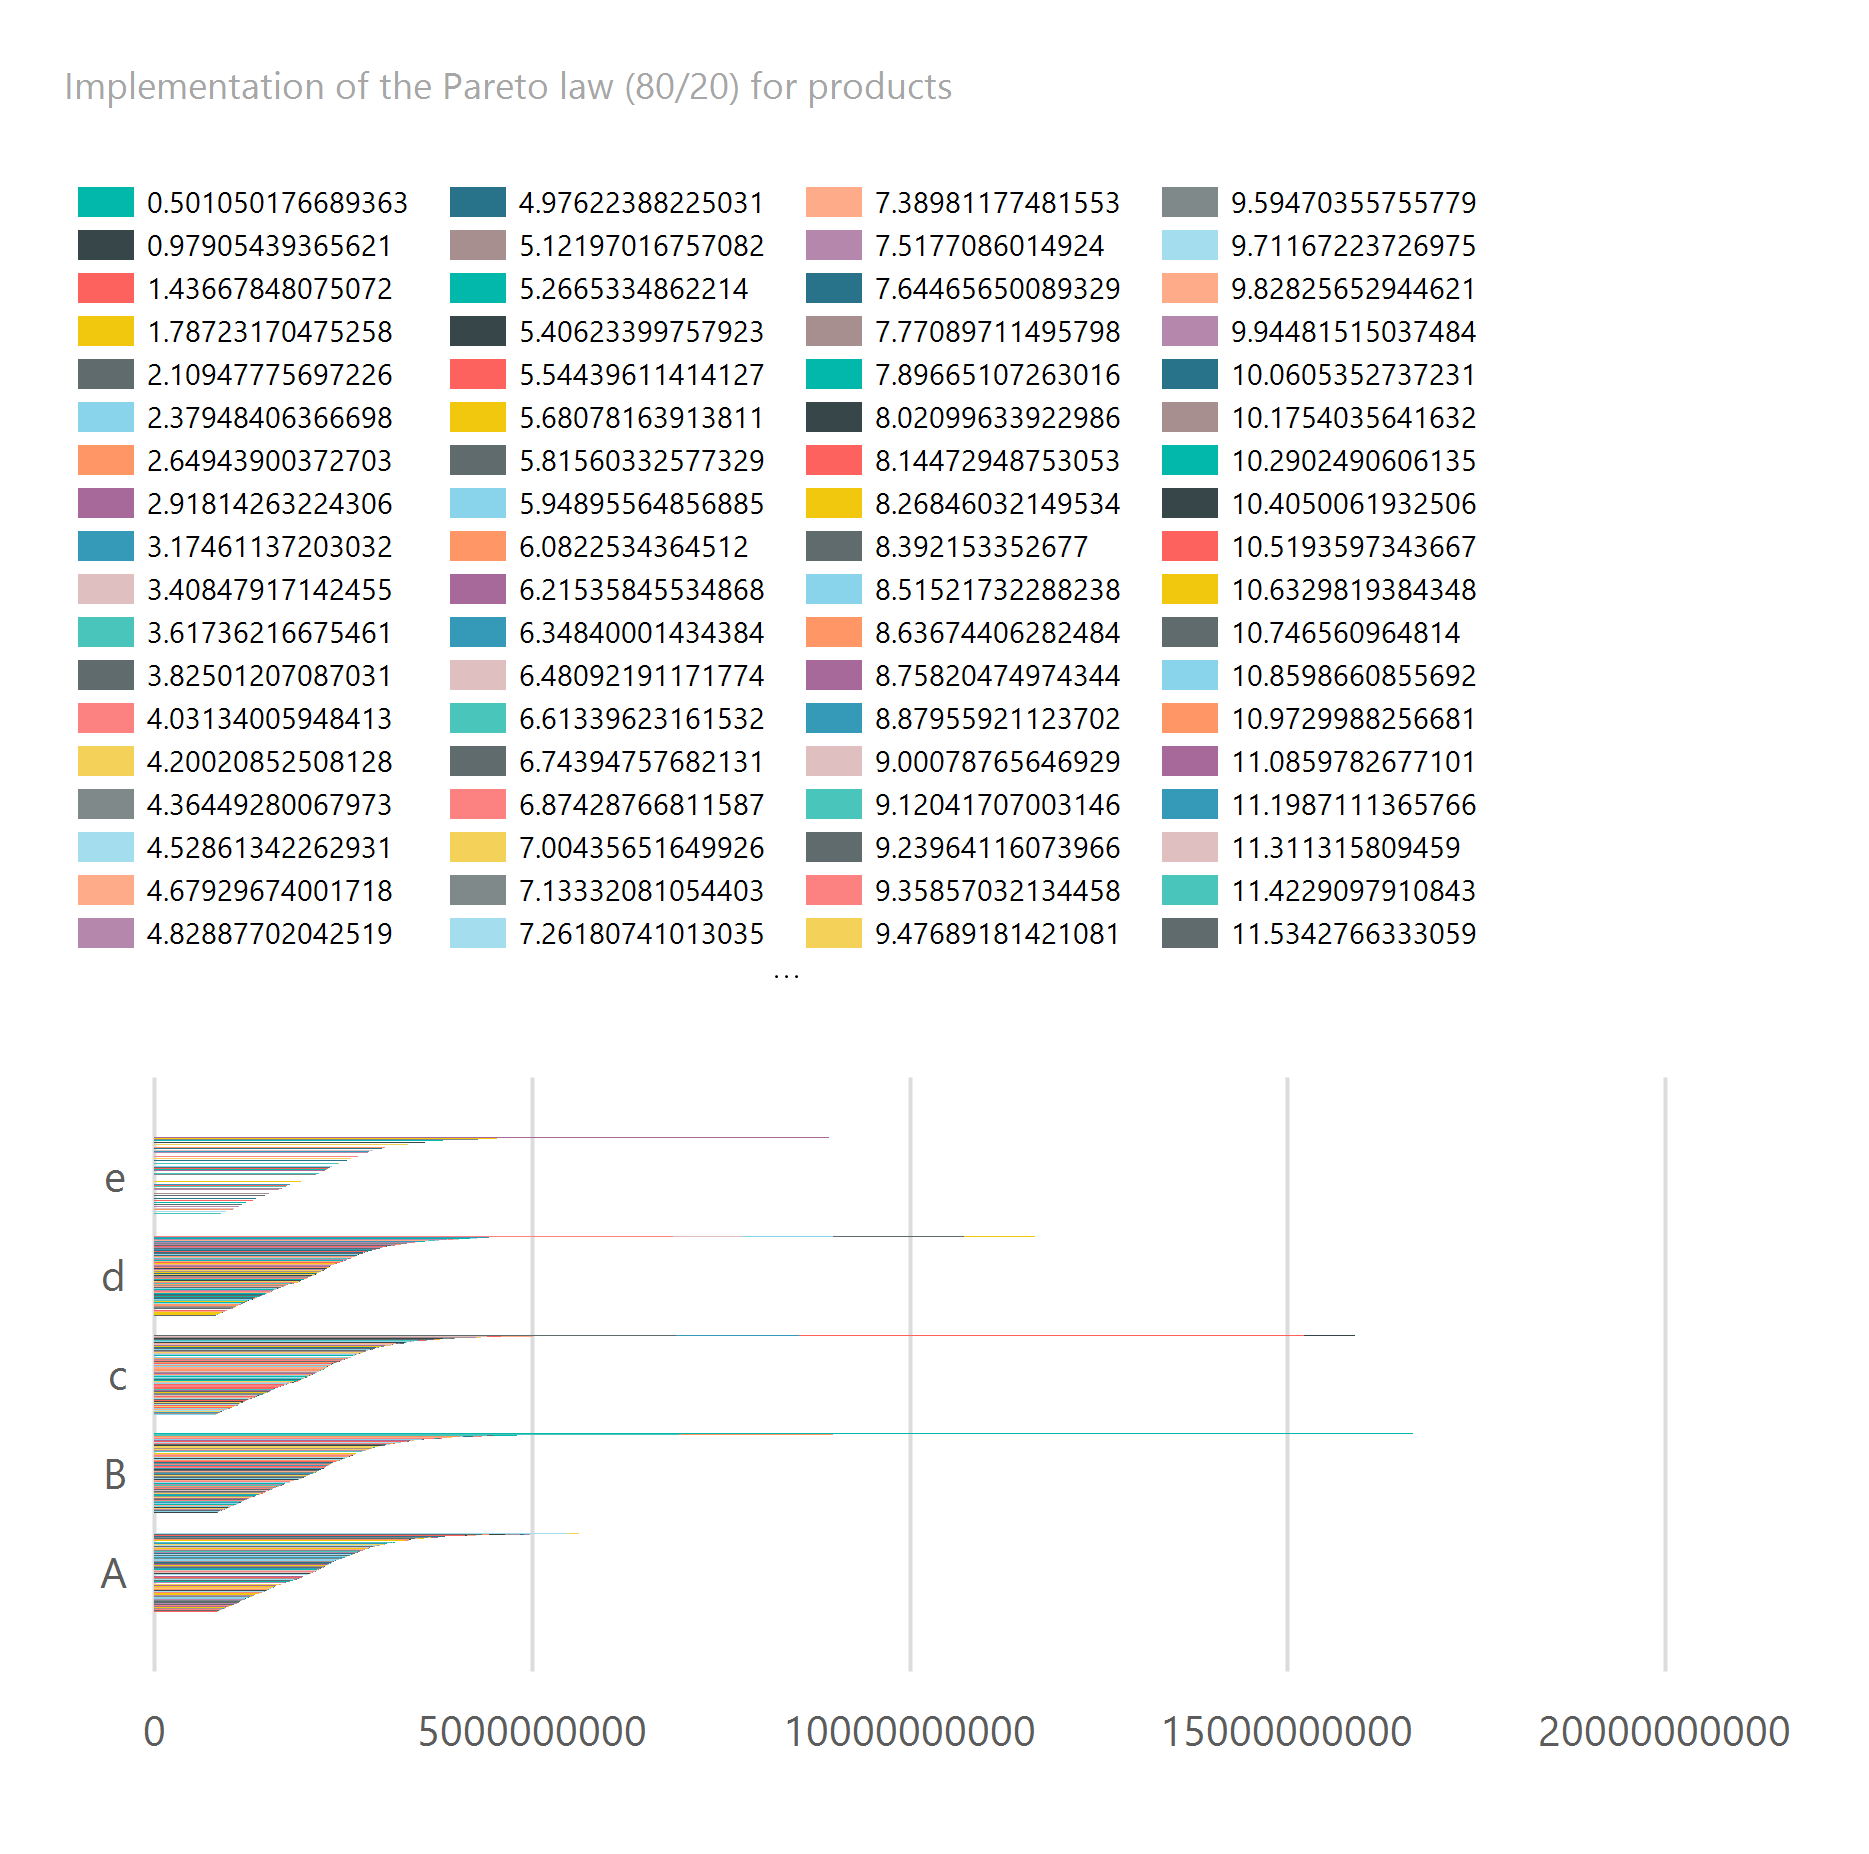 Implementation of the Pareto law (80/20) for products
0.501050176689363 4.97622388225031 7.38981177481553 9.59470355755779
0.97905439365621 5.12197016757082 7.5177086014924 9.71167223726975
1.43667848075072 5.2665334862214 7.64465650089329 9.82825652944621
1.78723170475258 5.40623399757923 7.77089711495798 9.94481515037484
2.10947775697226 5.54439611414127 7.89665107263016 10.0605352737231
2.37948406366698 5.68078163913811 8.02099633922986 10.1754035641632
2.64943900372703 5.81560332577329 8.14472948753053 10.2902490606135
2.91814263224306 5.94895564856885 8.26846032149534 10.4050061932506
3.17461137203032 6.0822534364512 8.392153352677 10.5193597343667
3.40847917142455 6.21535845534868 8.51521732288238 10.6329819384348
3.61736216675461 6.34840001434384 8.63674406282484 10.746560964814
3.82501207087031 6.48092191171774 8.75820474974344 10.8598660855692
4.03134005948413 6.61339623161532 8.87955921123702 10.9729988256681
4.20020852508128 6.74394757682131 9.00078765646929 11.0859782677101
4.36449280067973 6.87428766811587 9.12041707003146 11.1987111365766
4.52861342262931 7.00435651649926 9.23964116073966 11.311315809459
4.67929674001718 7.13332081054403 9.35857032134458 11.4229097910843
4.82887702042519 7.26180741013035 9.47689181421081 11.5342766333059
...
e
d
c
B
A
0 5000000000 10000000000 15000000000 20000000000